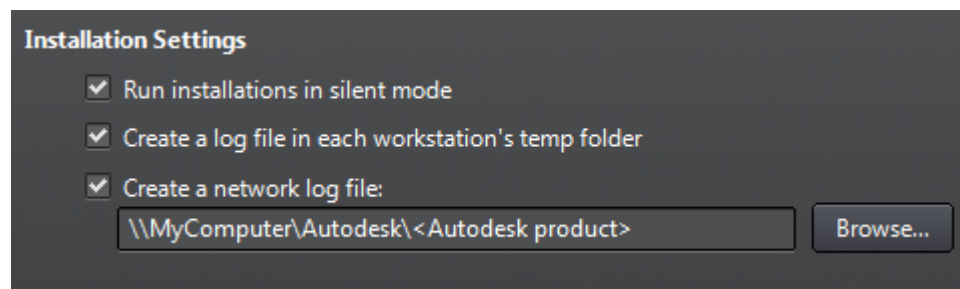 Installation Settings
Run installations in silent mode
Create a log file in each workstation's temp folder
Create a network log file:
\\MyComputer\Autodesk\<Autodesk product>
Browse...